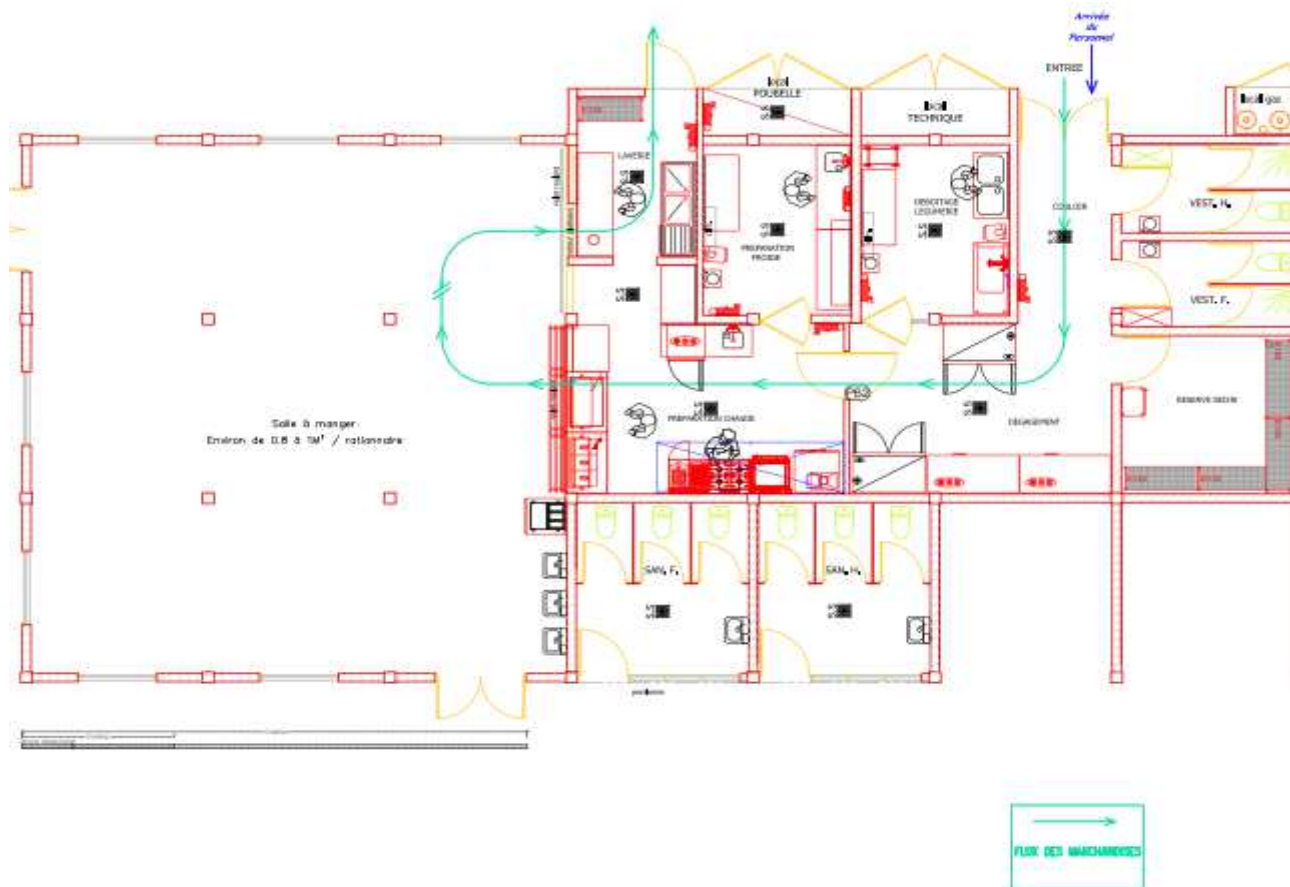 Arrivée
du
Personnel
ENTREE
local
POUBELLE
local
TECHNIQUE
local gaz
LAVERIE
VEST. H.
DEBOITAGE
LEGUMERIE
COULOIR
PREPARATION
FROIDE
VEST. F.
RESERVE SECHE
PREPARATION CHAUDE
DEGAGEMENT
Salle à manger
Environ de 0.8 à 1M² / rationnaire
SAN. F.
SAN. H.
FLUX DES MARCHANDISES